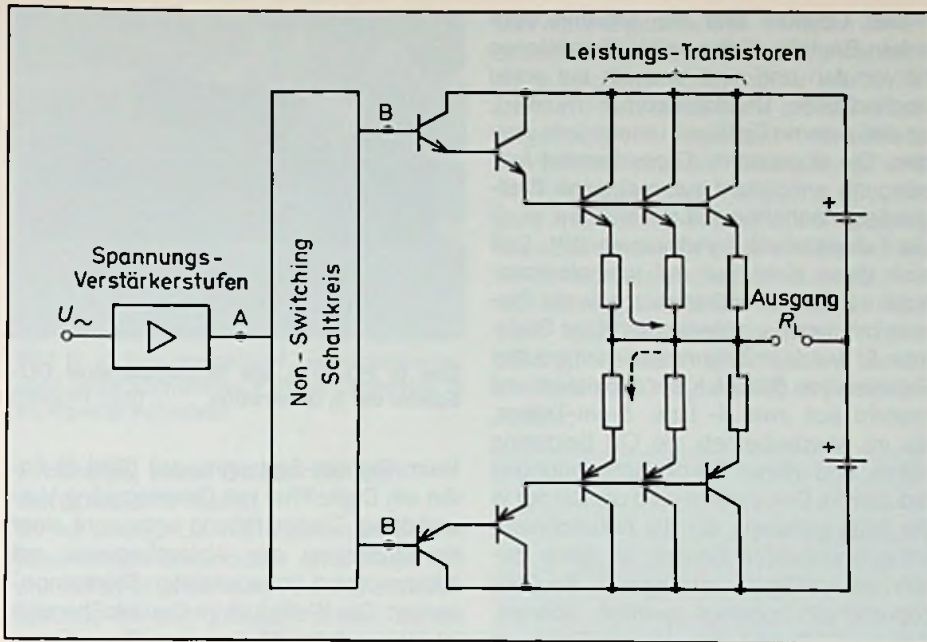 Leistungs-Transistoren
B
+
Spannungs-
Verstärkerstufen
U~
A
Non-Switching
Schaltkreis
Ausgang
R_L
+
B